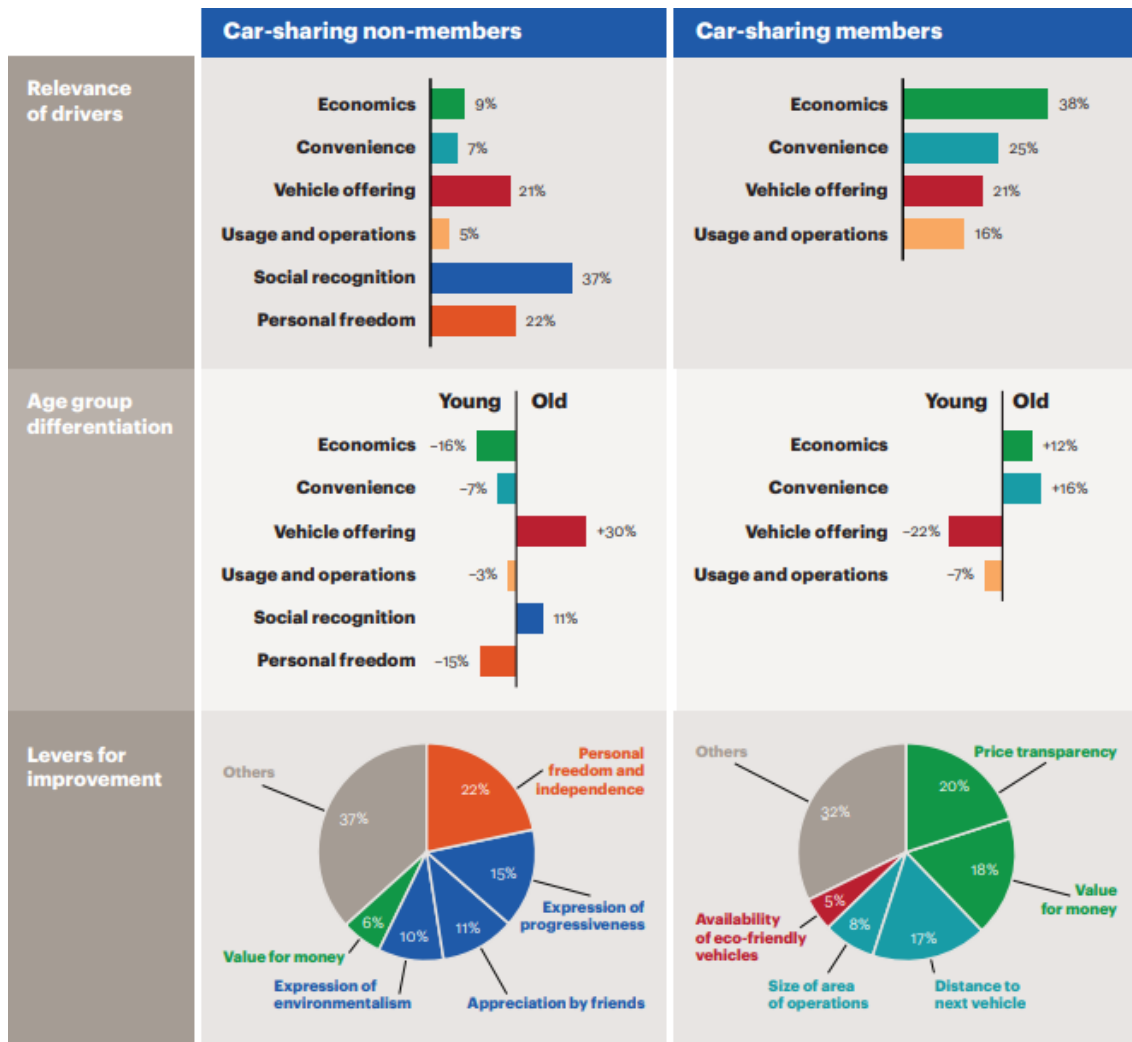 Car-sharing non-members
Car-sharing members
Relevance
of drivers
Economics 9%
Convenience 7%
Vehicle offering 21%
Usage and operations 5%
Social recognition 37%
Personal freedom 22%
Economics 38%
Convenience 25%
Vehicle offering 21%
Usage and operations 16%
Age group
differentiation
Young Old
Economics –16%
Convenience –7%
Vehicle offering +30%
Usage and operations –3%
Social recognition 11%
Personal freedom –15%
Young Old
Economics +12%
Convenience +16%
Vehicle offering –22%
Usage and operations –7%
Levers for
improvement
Others
37%
Personal
freedom and
independence
22%
15%
Expression of
progressiveness
11%
Appreciation by friends
10%
Expression of
environmentalism
6%
Value for money
Others
32%
Price transparency
20%
18%
Value
for money
17%
Distance to
next vehicle
8%
Size of area
of operations
5%
Availability
of eco-friendly
vehicles